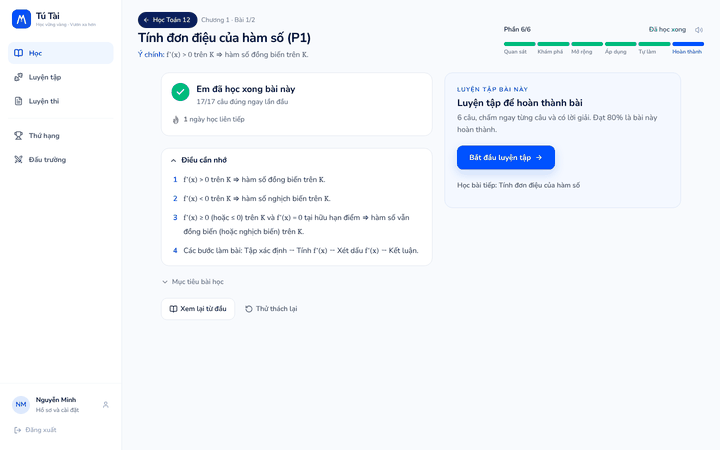 Tú Tài
Học vững vàng · Vươn xa hơn
Học
Luyện tập
Luyện thi
Thứ hạng
Đấu trường
NM
Nguyễn Minh
Hồ sơ và cài đặt
Đăng xuất
← Học Toán 12
Chương 1 · Bài 1/2
Tính đơn điệu của hàm số (P1)
Ý chính: f'(x) > 0 trên K ⇒ hàm số đồng biến trên K.
Phần 6/6
Đã học xong
Quan sát
Khám phá
Mở rộng
Áp dụng
Tự làm
Hoàn thành
Em đã học xong bài này
17/17 câu đúng ngay lần đầu
1 ngày học liên tiếp
Điều cần nhớ
1 f'(x) > 0 trên K ⇒ hàm số đồng biến trên K.
2 f'(x) < 0 trên K ⇒ hàm số nghịch biến trên K.
3 f'(x) ≥ 0 (hoặc ≤ 0) trên K và f'(x) = 0 tại hữu hạn điểm ⇒ hàm số vẫn
đồng biến (hoặc nghịch biến) trên K.
4 Các bước làm bài: Tập xác định → Tính f'(x) → Xét dấu f'(x) → Kết luận.
Mục tiêu bài học
Xem lại từ đầu
Thử thách lại
LUYỆN TẬP BÀI NÀY
Luyện tập để hoàn thành bài
6 câu, chấm ngay từng câu và có lời giải. Đạt 80% là bài này
hoàn thành.
Bắt đầu luyện tập →
Học bài tiếp: Tính đơn điệu của hàm số